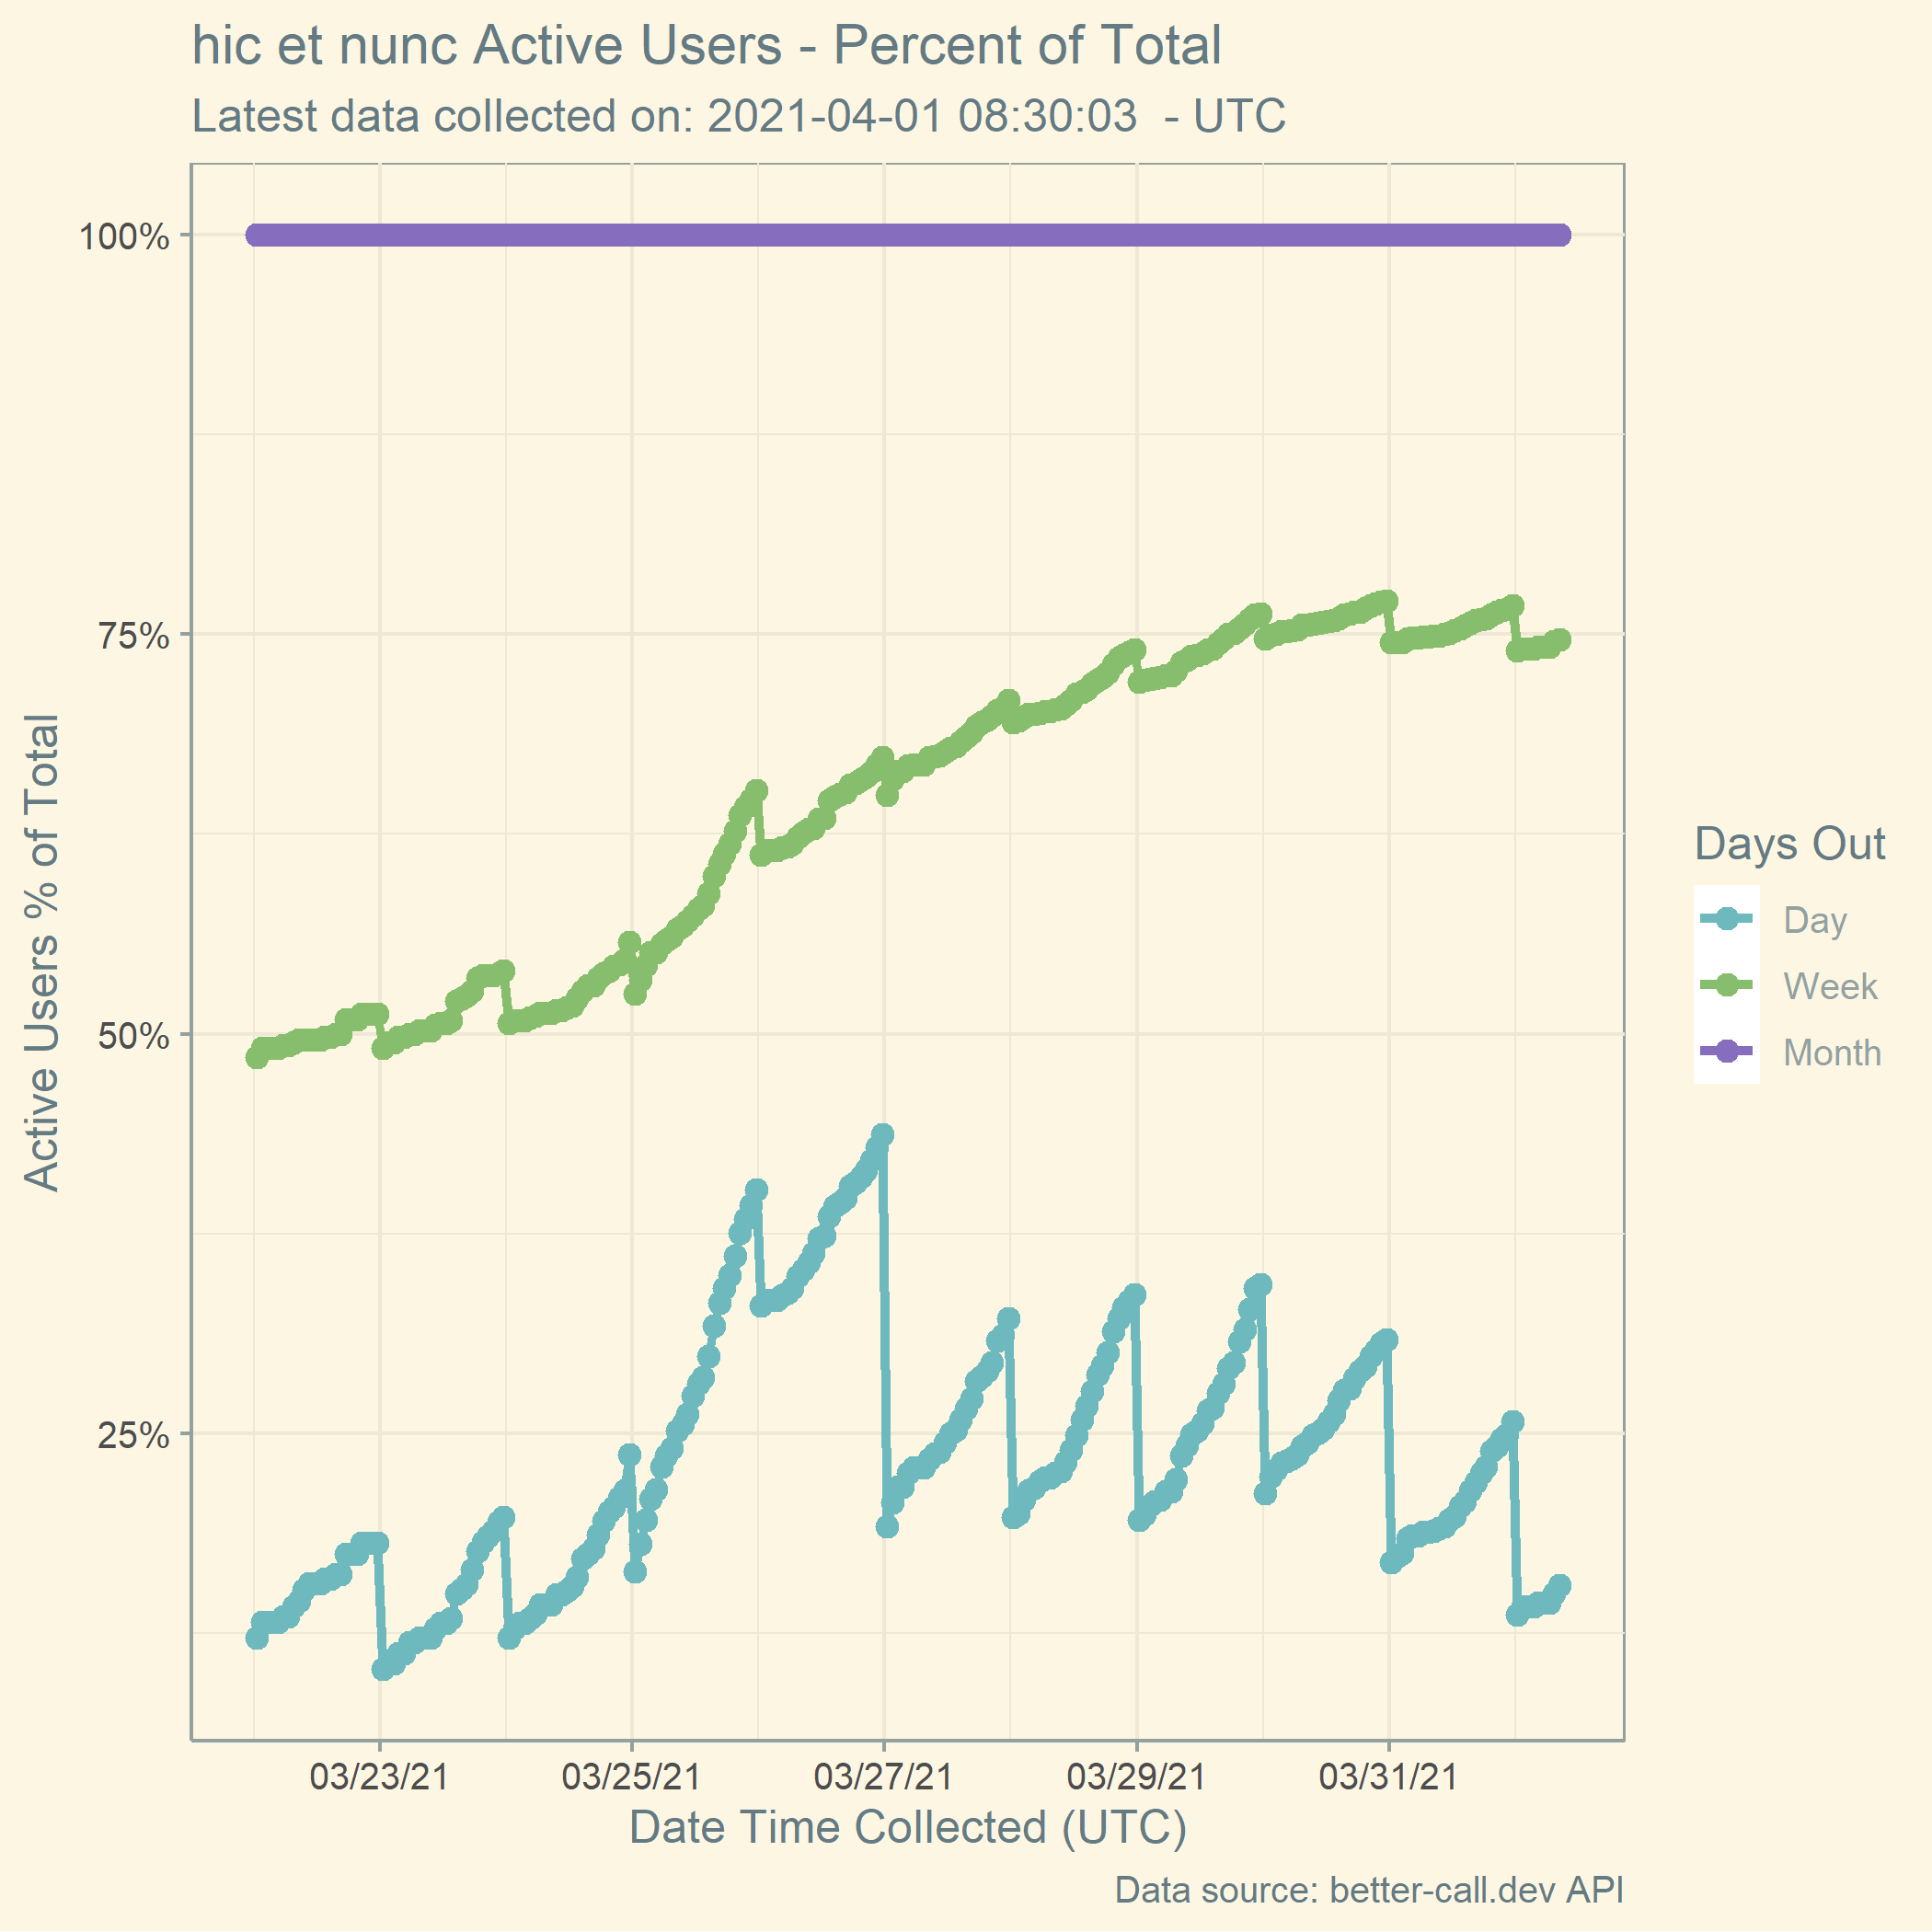 hic et nunc Active Users - Percent of Total
Latest data collected on: 2021-04-01 08:30:03  - UTC
100%
75%
50%
25%
Active Users % of Total
03/23/21
03/25/21
03/27/21
03/29/21
03/31/21
Date Time Collected (UTC)
Days Out
Day
Week
Month
Data source: better-call.dev API